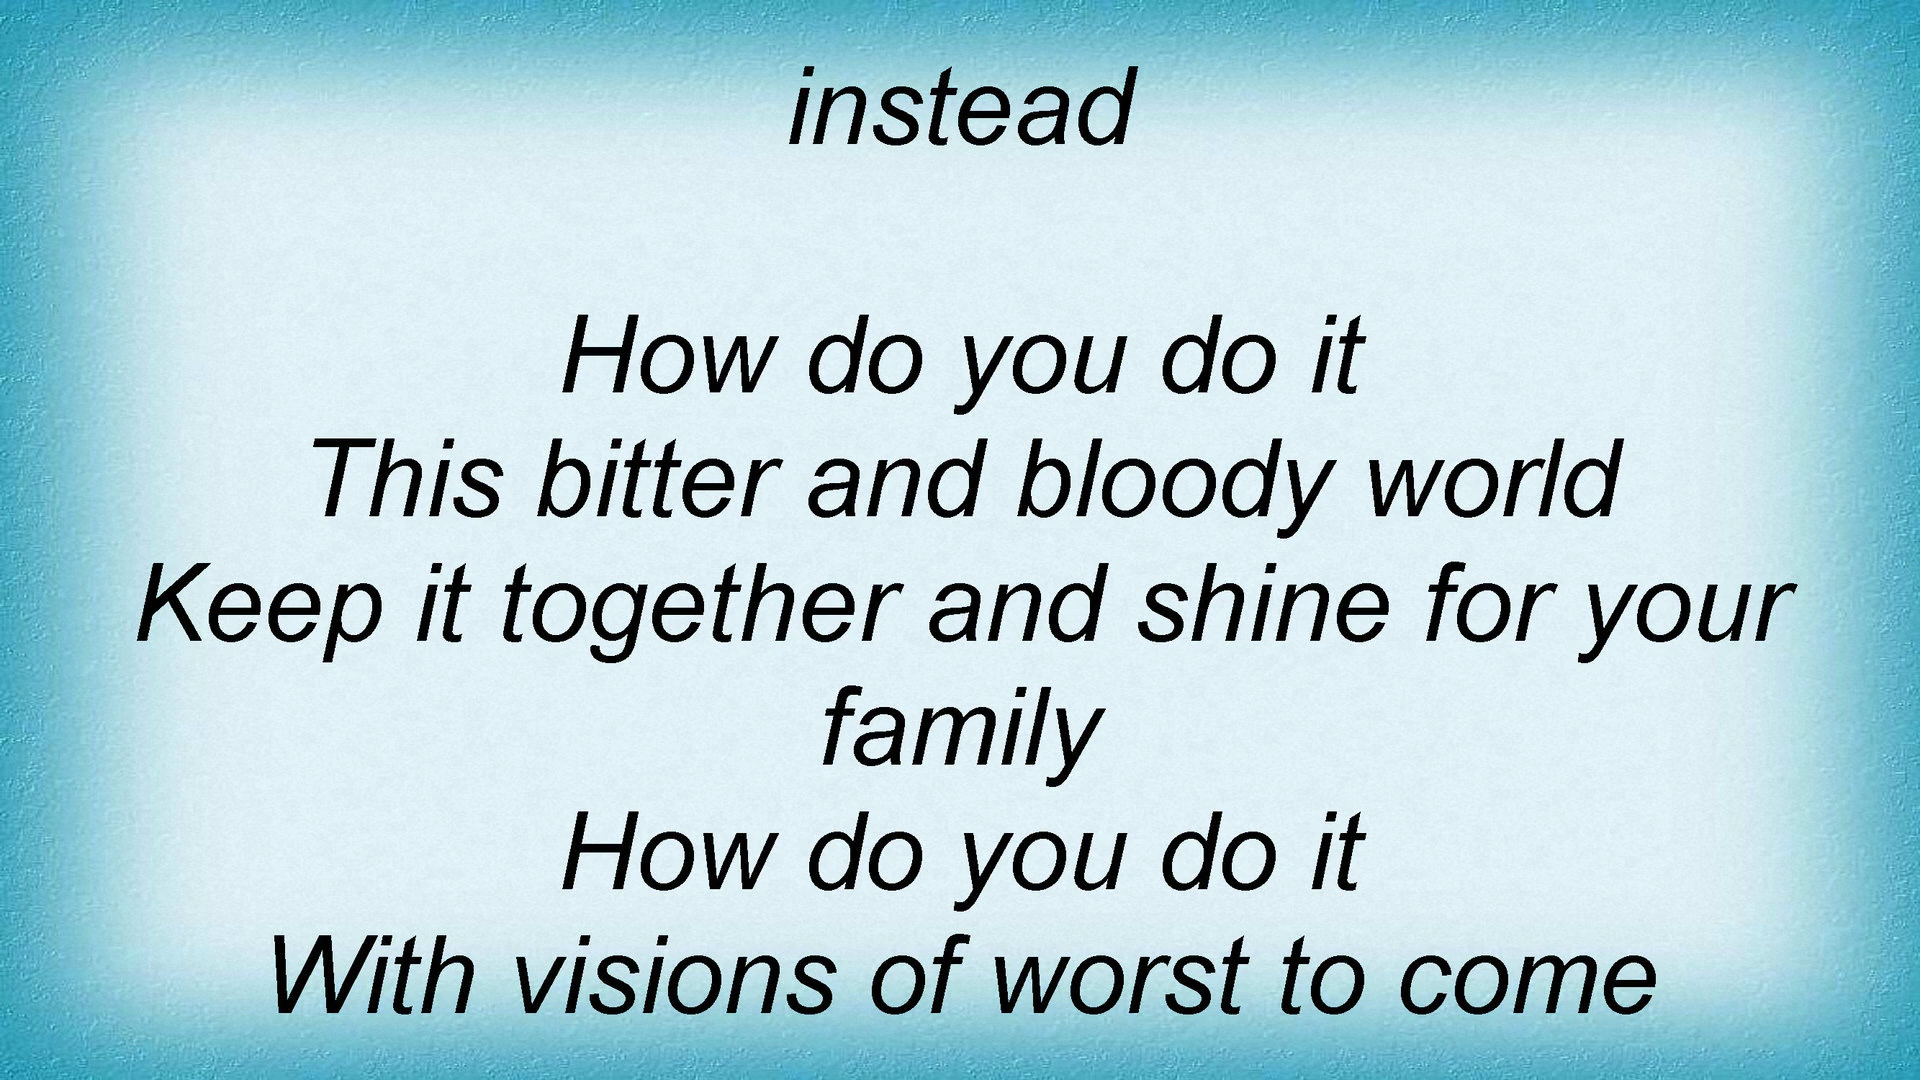 instead
How do you do it
This bitter and bloody world
Keep it together and shine for your
family
How do you do it
With visions of worst to come